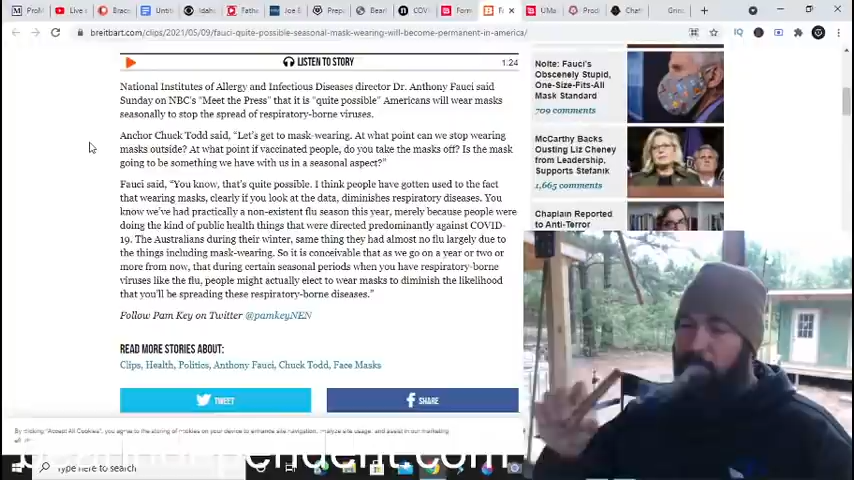 ProM
Live
Brace
Unti
Idah
Fath
Joe E
Prep
Bear
COVI
Form
F
UMa
Prod
Chat
Grin
breitbart.com/clips/2021/05/09/fauci-quite-possible-seasonal-mask-wearing-will-become-permanent-in-america/
LISTEN TO STORY
1:24
National Institutes of Allergy and Infectious Diseases director Dr. Anthony Fauci said
Sunday on NBC's "Meet the Press" that it is "quite possible" Americans will wear masks
seasonally to stop the spread of respiratory-borne viruses.
Anchor Chuck Todd said, "Let's get to mask-wearing. At what point can we stop wearing
masks outside? At what point if vaccinated people, do you take the masks off? Is the mask
going to be something we have with us in a seasonal aspect?"
Fauci said, "You know, that's quite possible. I think people have gotten used to the fact
that wearing masks, clearly if you look at the data, diminishes respiratory diseases. You
know we've had practically a non-existent flu season this year, merely because people were
doing the kind of public health things that were directed predominantly against COVID-
19. The Australians during their winter, same thing they had almost no flu largely due to
the things including mask-wearing. So it is conceivable that as we go on a year or two or
more from now, that during certain seasonal periods when you have respiratory-borne
viruses like the flu, people might actually elect to wear masks to diminish the likelihood
that you'll be spreading these respiratory-borne diseases."
Follow Pam Key on Twitter @pamkeyNEN
READ MORE STORIES ABOUT:
Clips, Health, Politics, Anthony Fauci, Chuck Todd, Face Masks
TWEET
SHARE
Nolte: Fauci's
Obscenely Stupid,
One-Size-Fits-All
Mask Standard
709 comments
McCarthy Backs
Ousting Liz Cheney
from Leadership,
Supports Stefanik
1,665 comments
Chaplain Reported
to Anti-Terror
By clicking "Accept All Cookies", you agree to the storing of cookies on your device to enhance site navigation, analyze site usage, and assist in our marketing
Type here to search